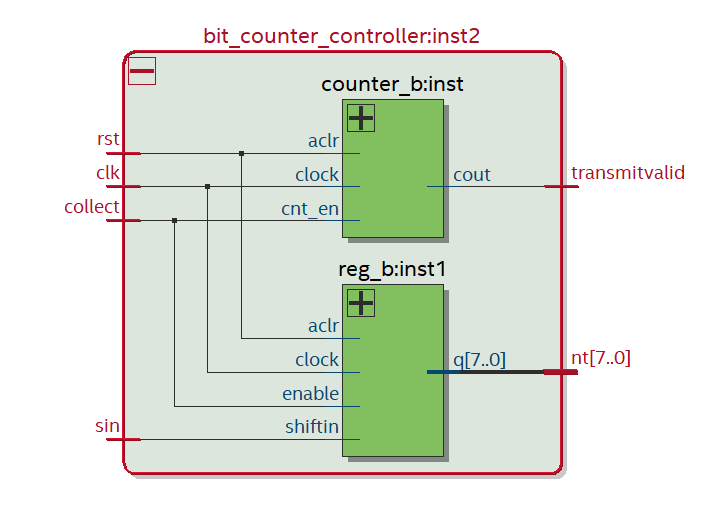 bit_counter_controller:inst2
counter_b:inst
rst
aclr
clk
clock
cout
transmitvalid
collect
cnt_en
reg_b:inst1
aclr
clock
q[7..0]
nt[7..0]
enable
sin
shiftin